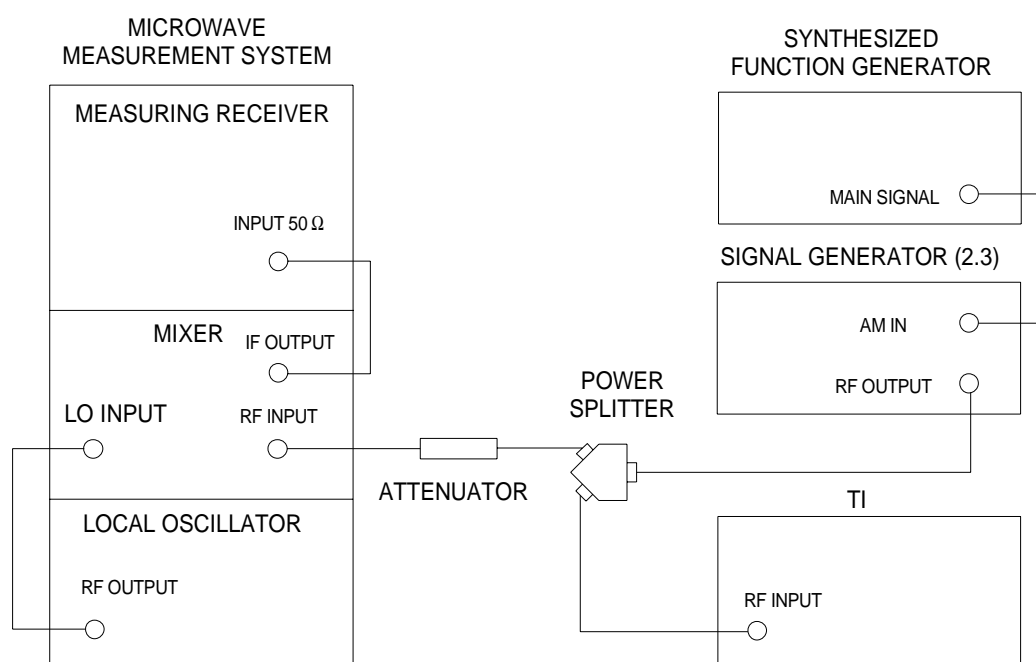 MICROWAVE
MEASUREMENT SYSTEM
MEASURING RECEIVER
INPUT 50 Ω
MIXER
IF OUTPUT
LO INPUT
RF INPUT
LOCAL OSCILLATOR
RF OUTPUT
ATTENUATOR
POWER
SPLITTER
SYNTHESIZED
FUNCTION GENERATOR
MAIN SIGNAL
SIGNAL GENERATOR (2.3)
AM IN
RF OUTPUT
TI
RF INPUT